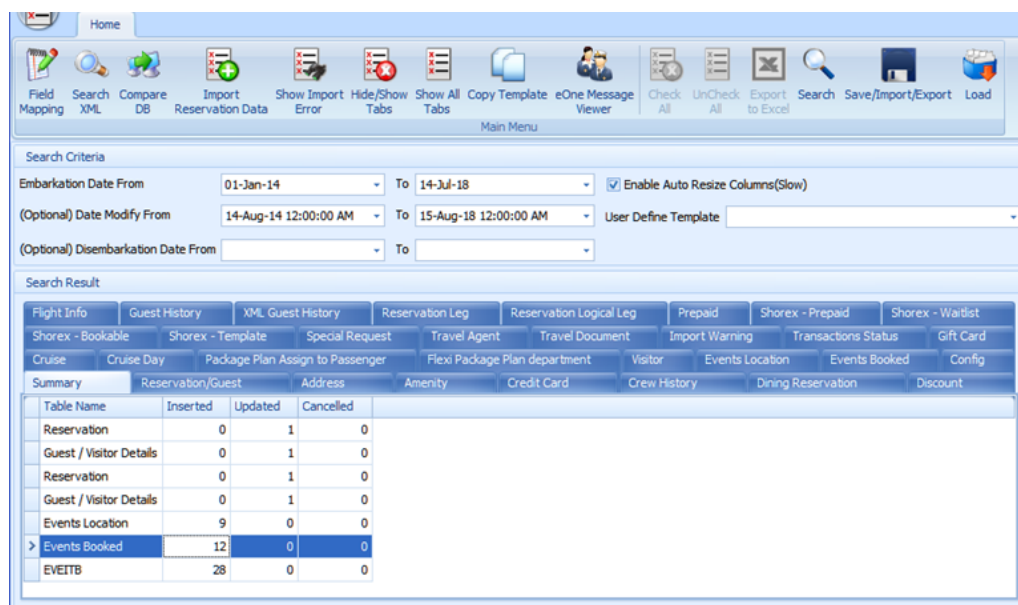 Home
Field Mapping Search XML Compare DB Import Reservation Data Show Import Error Hide/Show Tabs Show All Tabs Copy Template eOne Message Viewer Check All UnCheck All Export to Excel Search Save/Import/Export Load
Main Menu
Search Criteria
Embarkation Date From 01-Jan-14 To 14-Jul-18 Enable Auto Resize Columns(Slow)
(Optional) Date Modify From 14-Aug-14 12:00:00 AM To 15-Aug-18 12:00:00 AM User Define Template
(Optional) Disembarkation Date From To
Search Result
Flight Info Guest History XML Guest History Reservation Leg Reservation Logical Leg Prepaid Shorex - Prepaid Shorex - Waitlist
Shorex - Bookable Shorex - Template Special Request Travel Agent Travel Document Import Warning Transactions Status Gift Card
Cruise Cruise Day Package Plan Assign to Passenger Flexi Package Plan department Visitor Events Location Events Booked Config
Summary Reservation/Guest Address Amenity Credit Card Crew History Dining Reservation Discount
Table Name Inserted Updated Cancelled
Reservation 0 1 0
Guest / Visitor Details 0 1 0
Reservation 0 1 0
Guest / Visitor Details 0 1 0
Events Location 9 0 0
Events Booked 12 0 0
EVEITB 28 0 0